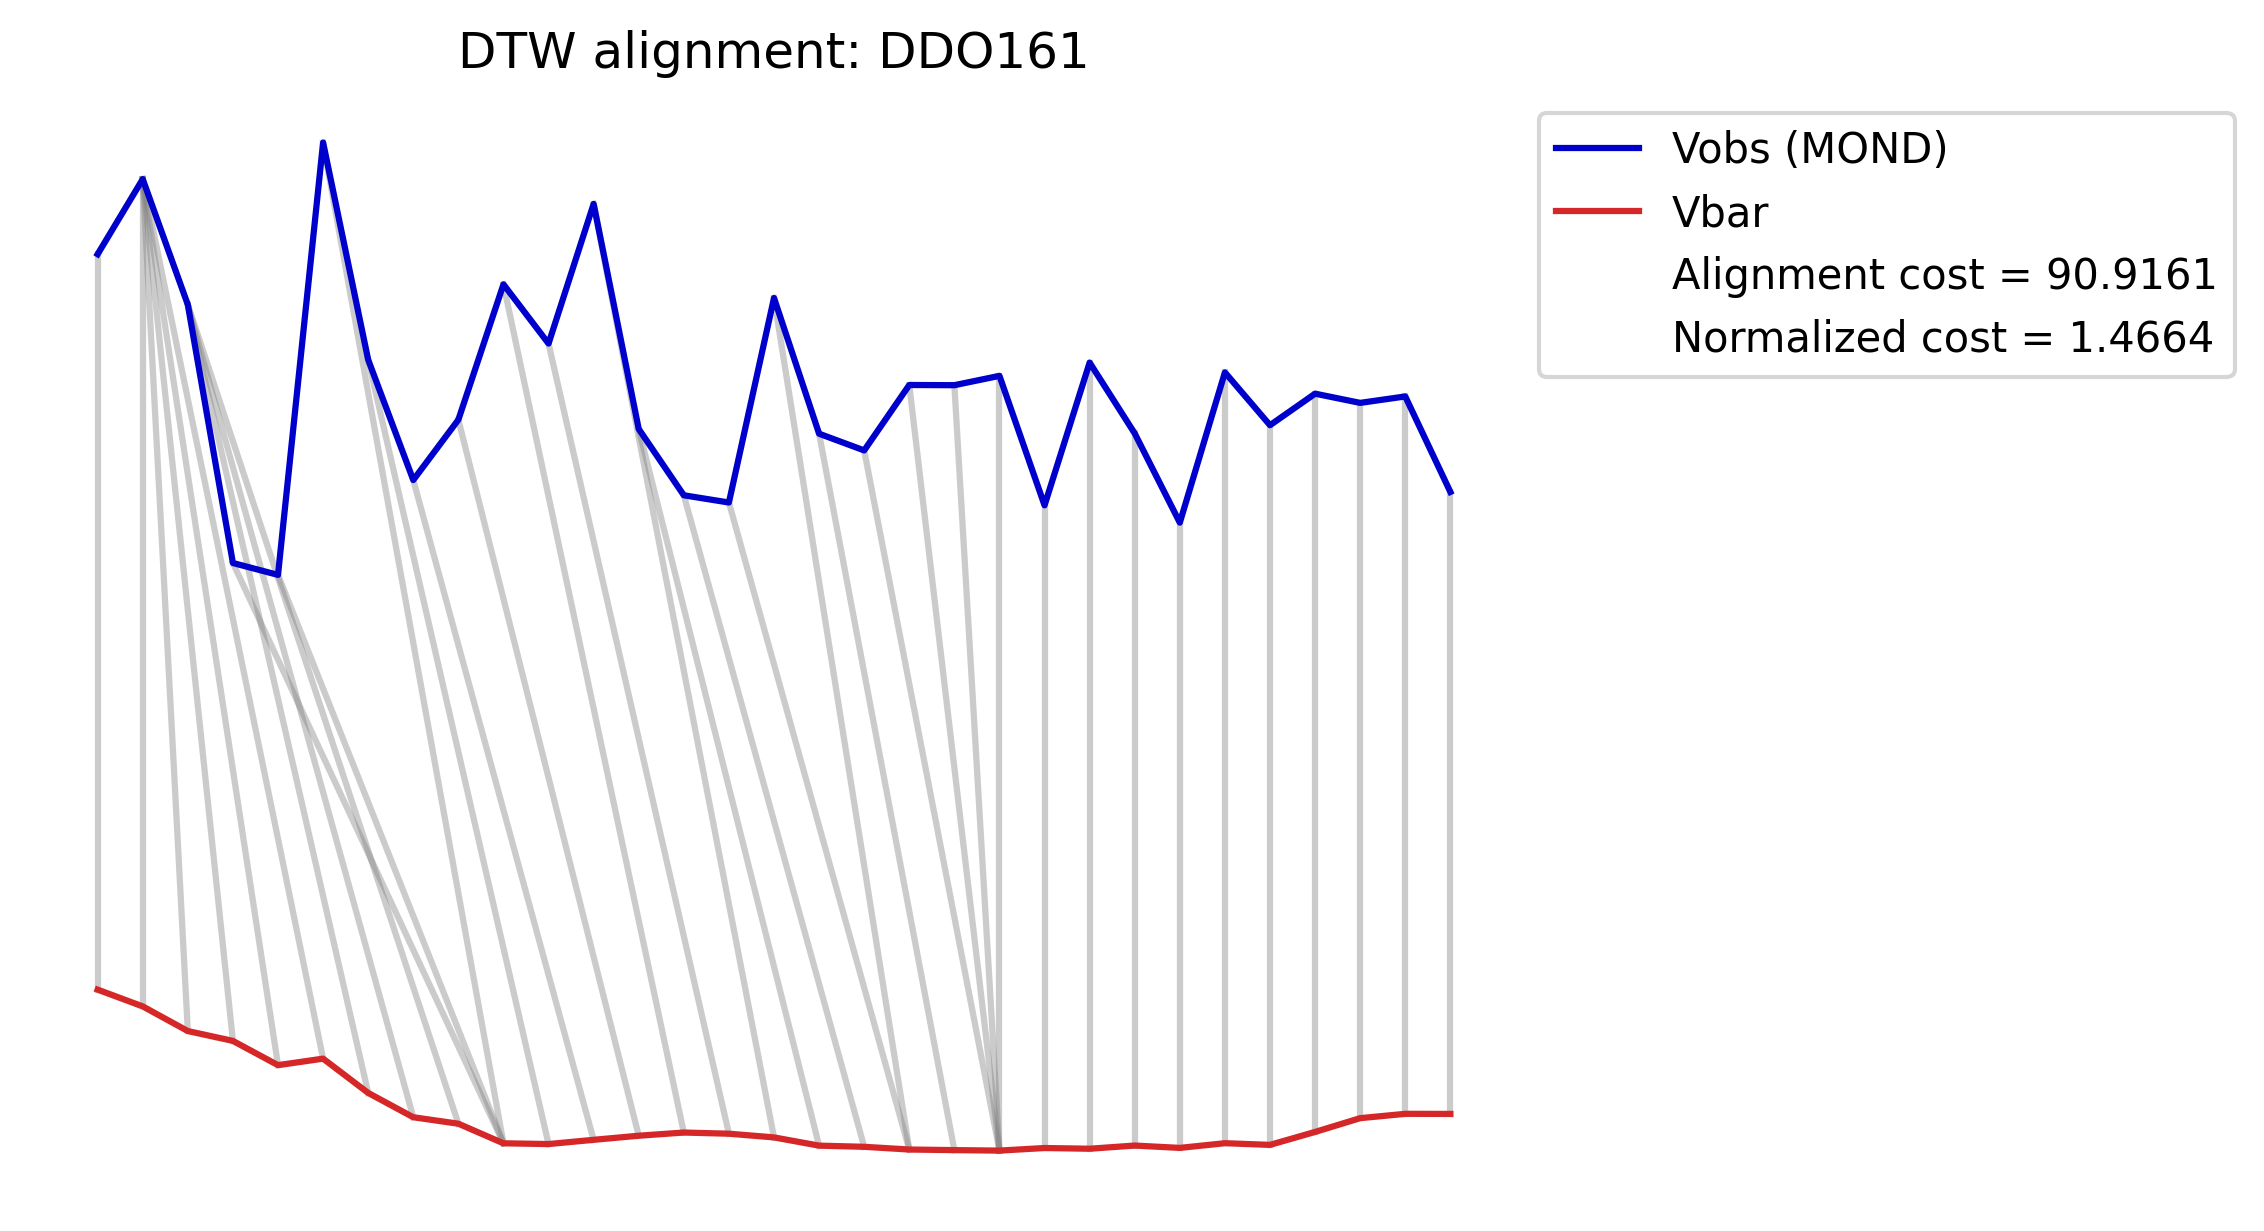 DTW alignment: DDO161
Vobs (MOND)
Vbar
Alignment cost = 90.9161
Normalized cost = 1.4664